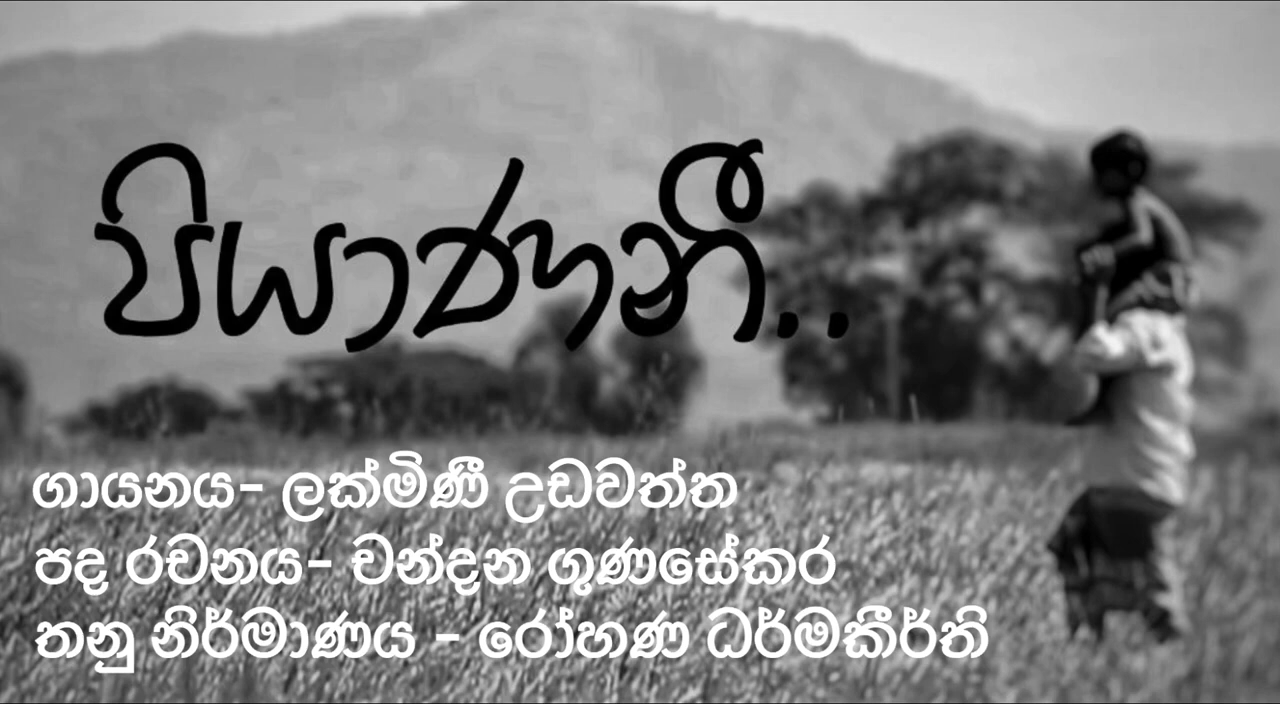 පියාණනී..
ගායනය- ලක්මිණී උඩවත්ත
පද රචනය- චන්දන ගුණසේකර
තනු නිර්මාණය - රෝහණ ධර්මකීර්ති